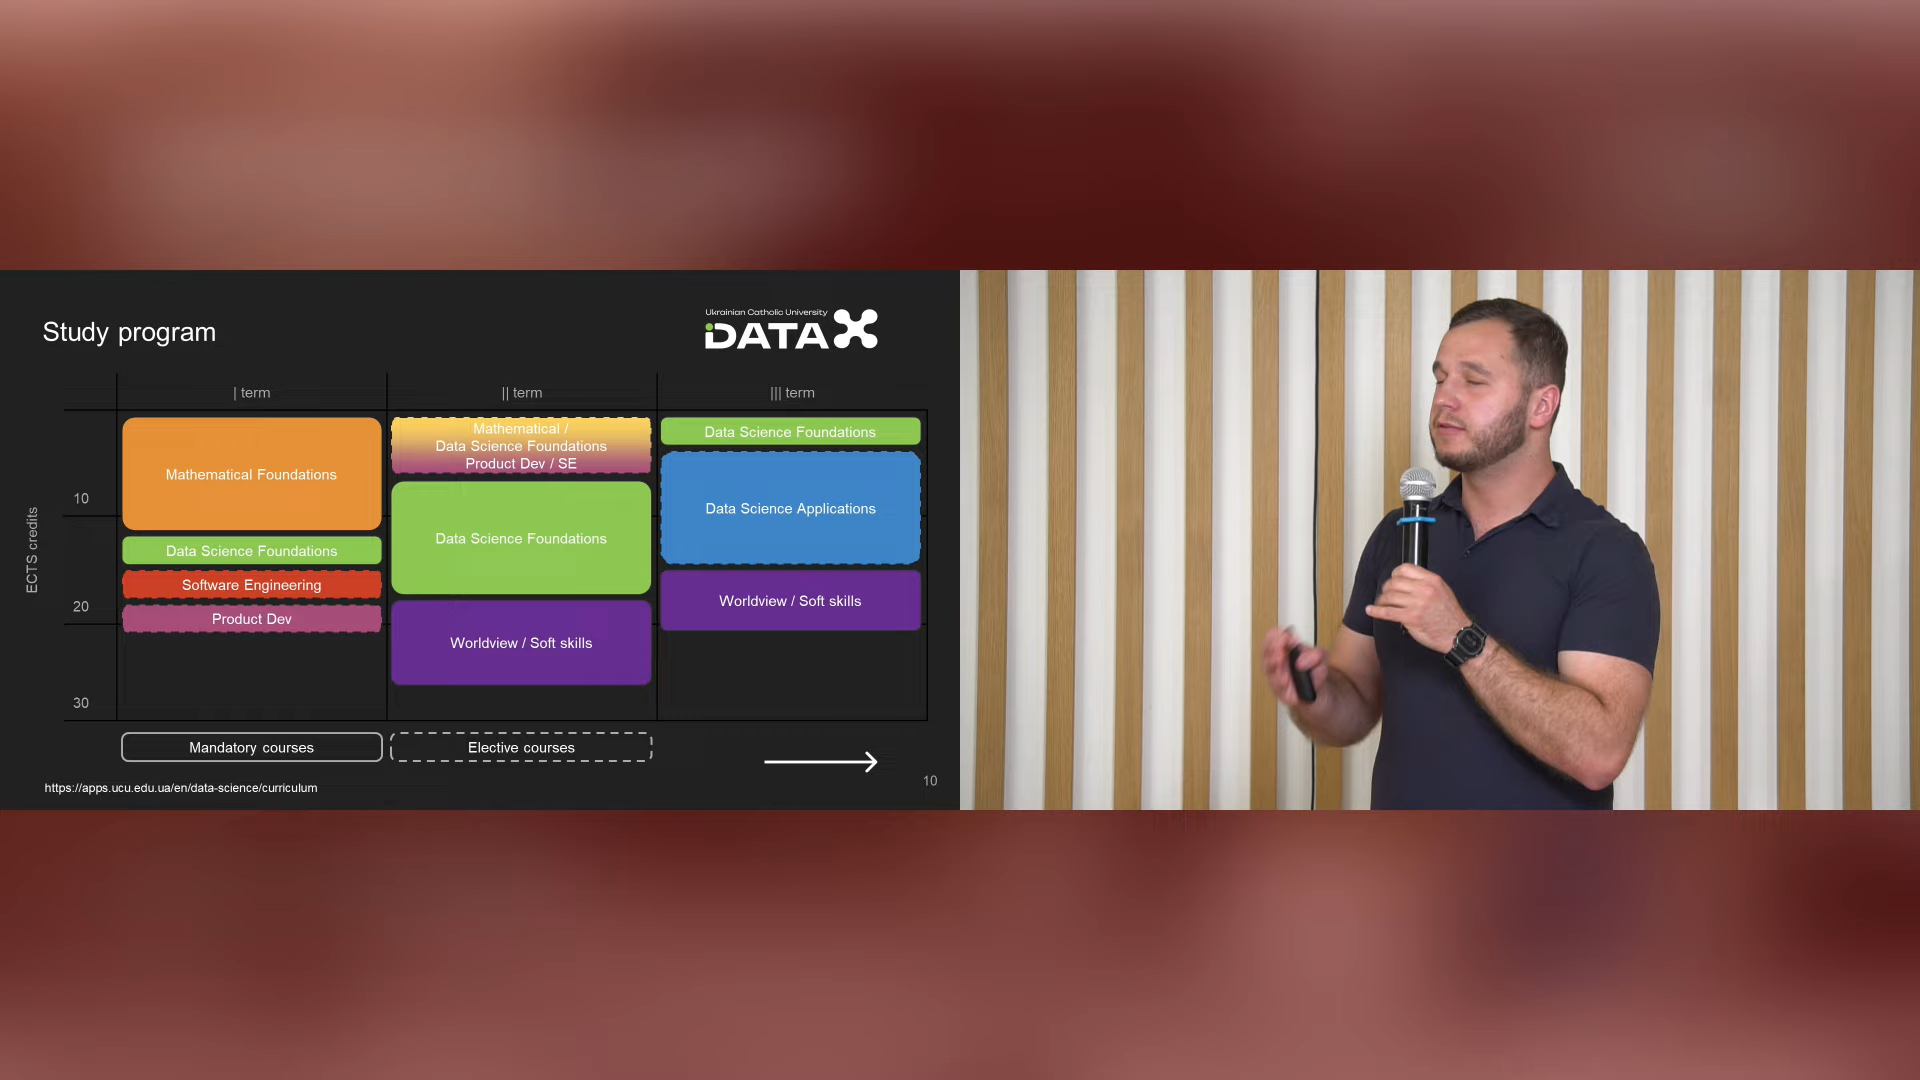 Study program
Ukrainian Catholic University
DATA
| term
|| term
||| term
ECTS credits
10
20
30
Mathematical Foundations
Data Science Foundations
Software Engineering
Product Dev
Mathematical /
Data Science Foundations
Product Dev / SE
Data Science Foundations
Worldview / Soft skills
Data Science Foundations
Data Science Applications
Worldview / Soft skills
Mandatory courses
Elective courses
https://apps.ucu.edu.ua/en/data-science/curriculum
10